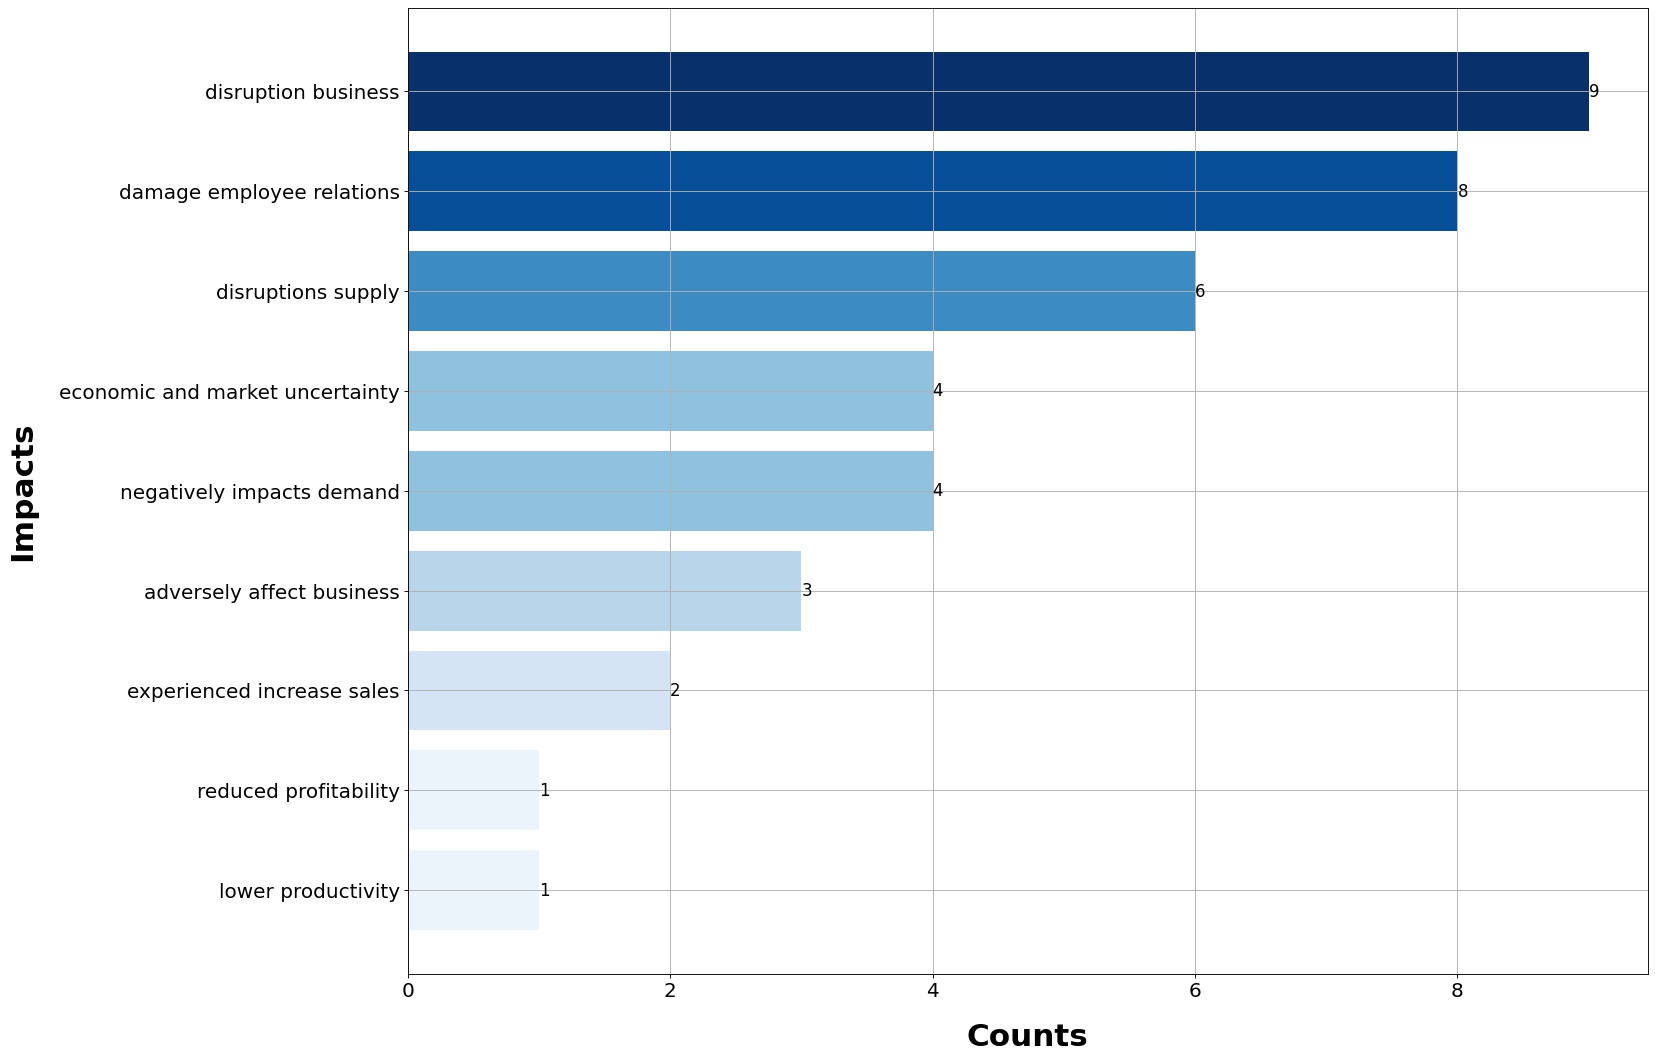 disruption business
9
damage employee relations
8
disruptions supply
6
economic and market uncertainty
4
negatively impacts demand
4
adversely affect business
3
experienced increase sales
2
reduced profitability
1
lower productivity
1
Impacts
0 2 4 6 8
Counts